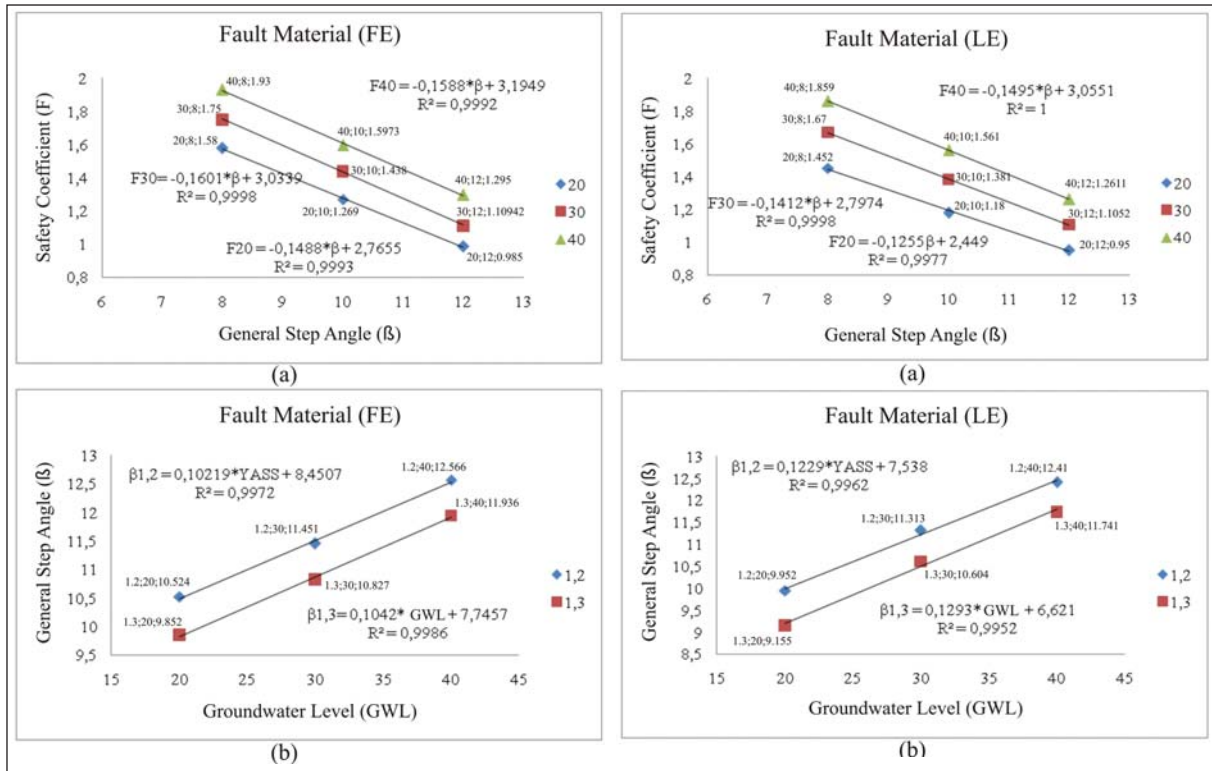 Fault Material (FE)
Safety Coefficient (F)
2
1,8
1,6
1,4
1,2
1
0,8
40;8;1.93
30;8;1.75
20;8;1.58
F40=-0,1588*β+3,1949
R²=0,9992
40;10;1.5973
30;10;1.438
20;10;1.269
F30=-0,1601*β+3,0339
R²=0,9998
40;12;1.295
30;12;1.10942
20;12;0.985
F20=-0,1488*β+2,7655
R²=0,9993
20
30
40
6 7 8 9 10 11 12 13
General Step Angle (ß)
(a)
Fault Material (LE)
Safety Coefficient (F)
2
1,8
1,6
1,4
1,2
1
0,8
40;8;1.859
30;8;1.67
20;8;1.452
F40=-0,1495*β+3,0551
R²=1
40;10;1.561
30;10;1.381
20;10;1.18
F30=-0,1412*β+2,7974
R²=0,9998
40;12;1.2611
30;12;1.1052
20;12;0.95
F20=-0,1255β+2,449
R²=0,9977
20
30
40
6 7 8 9 10 11 12 13
General Step Angle (ß)
(a)
Fault Material (FE)
General Step Angle (ß)
13
12,5
12
11,5
11
10,5
10
9,5
β1,2=0,10219*YASS+8,4507
R²=0,9972
1.2;40;12.566
1.2;30;11.451
1.3;40;11.936
1.2;20;10.524
1.3;30;10.827
1.3;20;9.852
β1,3=0,1042* GWL+7,7457
R²=0,9986
1,2
1,3
15 20 25 30 35 40 45
Groundwater Level (GWL)
(b)
Fault Material (LE)
General Step Angle (ß)
13
12,5
12
11,5
11
10,5
10
9,5
9
8,5
β1,2=0,1229*YASS+7,538
R²=0,9962
1.2;40;12.41
1.2;30;11.313
1.3;40;11.741
1.2;20;9.952
1.3;30;10.604
1.3;20;9.155
β1,3=0,1293* GWL +6,621
R²=0,9952
1,2
1,3
15 20 25 30 35 40 45
Groundwater Level (GWL)
(b)